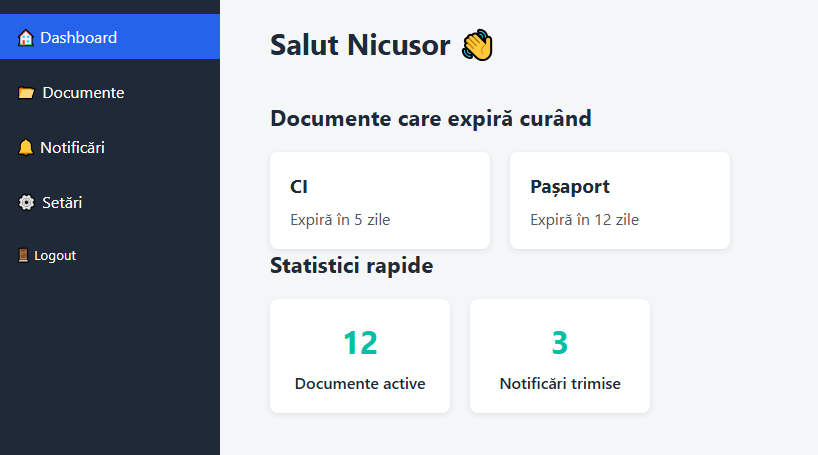 Dashboard
Documente
Notificări
Setări
Logout
Salut Nicusor 👋
Documente care expiră curând
CI
Expiră în 5 zile
Pașaport
Expiră în 12 zile
Statistici rapide
12
Documente active
3
Notificări trimise